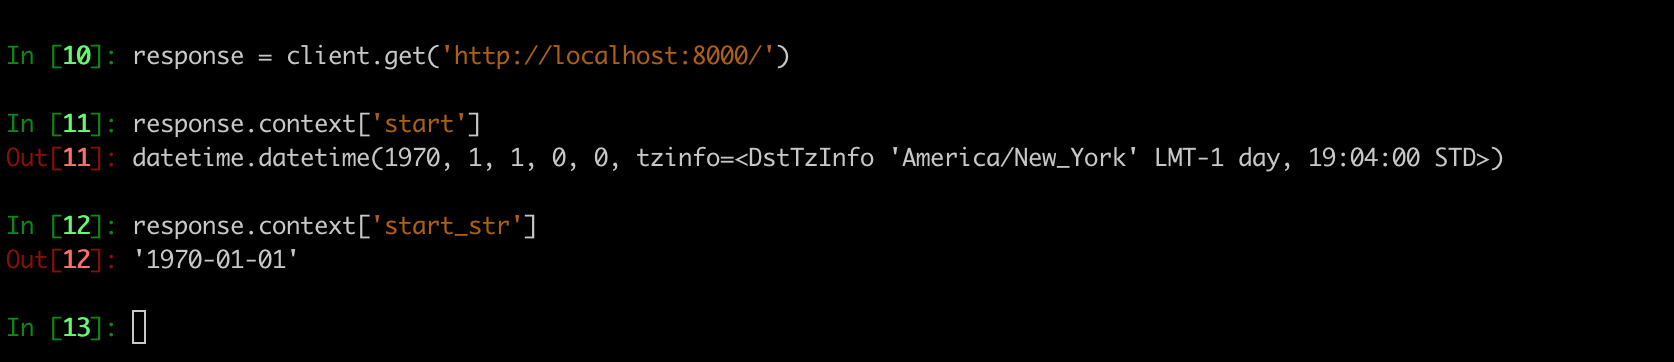 In [10]: response = client.get('http://localhost:8000/')
In [11]: response.context['start']
Out[11]: datetime.datetime(1970, 1, 1, 0, 0, tzinfo=<DstTzInfo 'America/New_York' LMT-1 day, 19:04:00 STD>)
In [12]: response.context['start_str']
Out[12]: '1970-01-01'
In [13]: